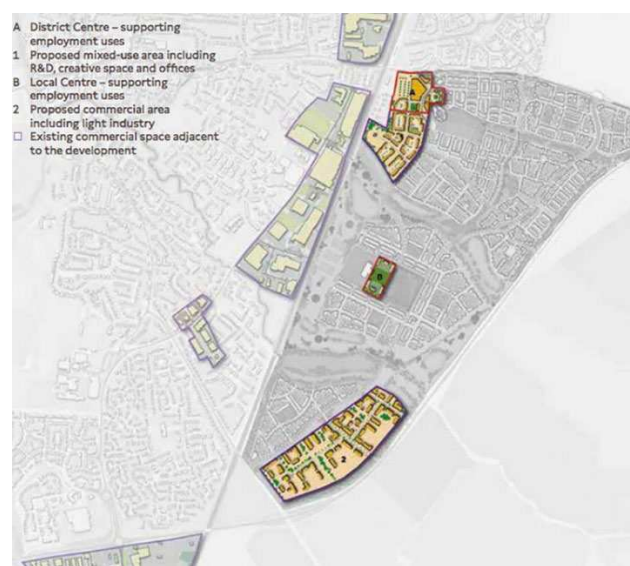 A District Centre – supporting
employment uses
1 Proposed mixed-use area including
R&D, creative space and offices
B Local Centre – supporting
employment uses
2 Proposed commercial area
including light industry
Existing commercial space adjacent
to the development
B
2